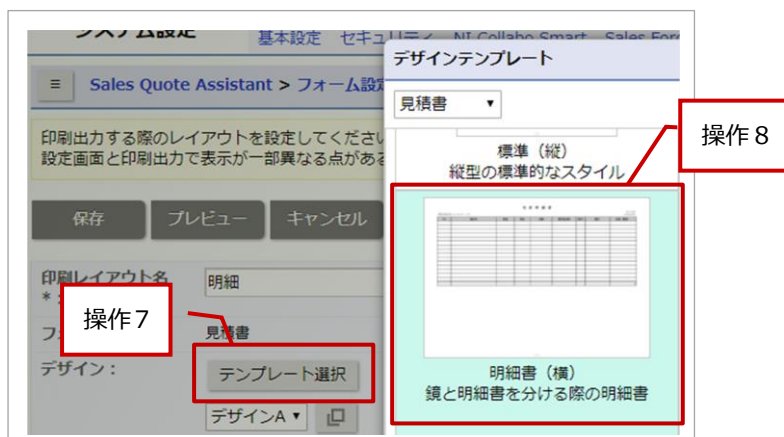 システム設定
基本設定 セキュリティ NI Collabo Smart Sales Force
デザインテンプレート
≡ Sales Quote Assistant > フォーム設定
見積書 ▼
印刷出力する際のレイアウトを設定してください
設定画面と印刷出力で表示が一部異なる点がある
標準（縦）
縦型の標準的なスタイル
操作８
保存 プレビュー キャンセル
印刷レイアウト名
* :
明細
操作７
フォ
見積書
デザイン：
テンプレート選択
デザインA ▼
明細書（横）
鏡と明細書を分ける際の明細書